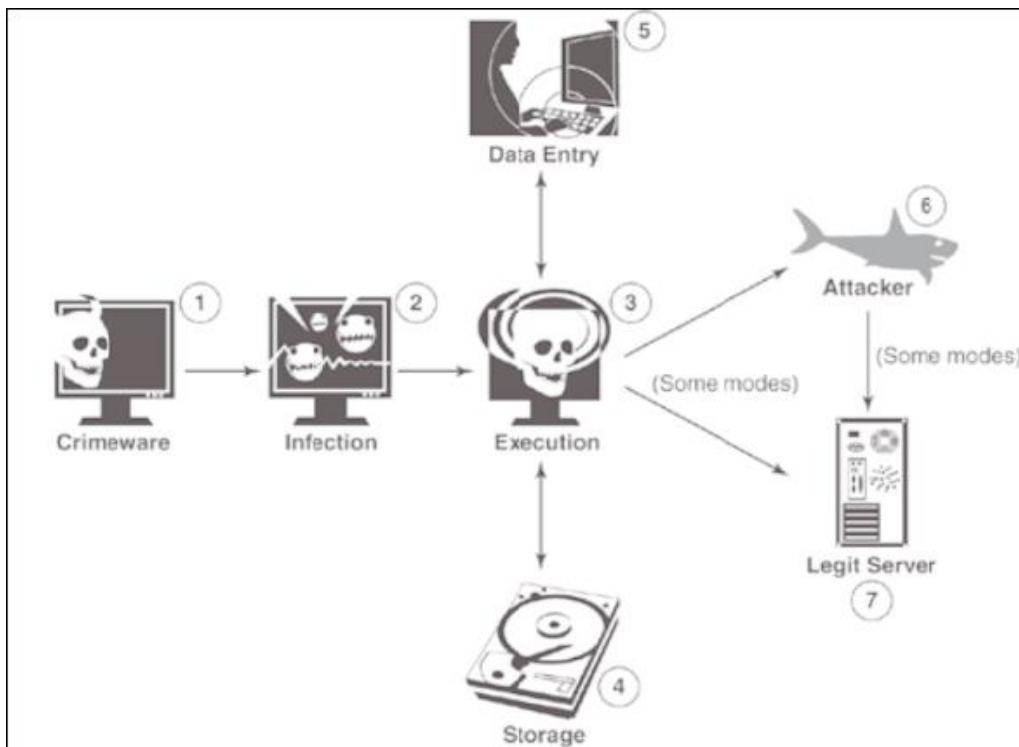 5
Data Entry
6
Attacker
1
2
3
(Some modes)
(Some modes)
Crimeware
Infection
Execution
Legit Server
7
4
Storage